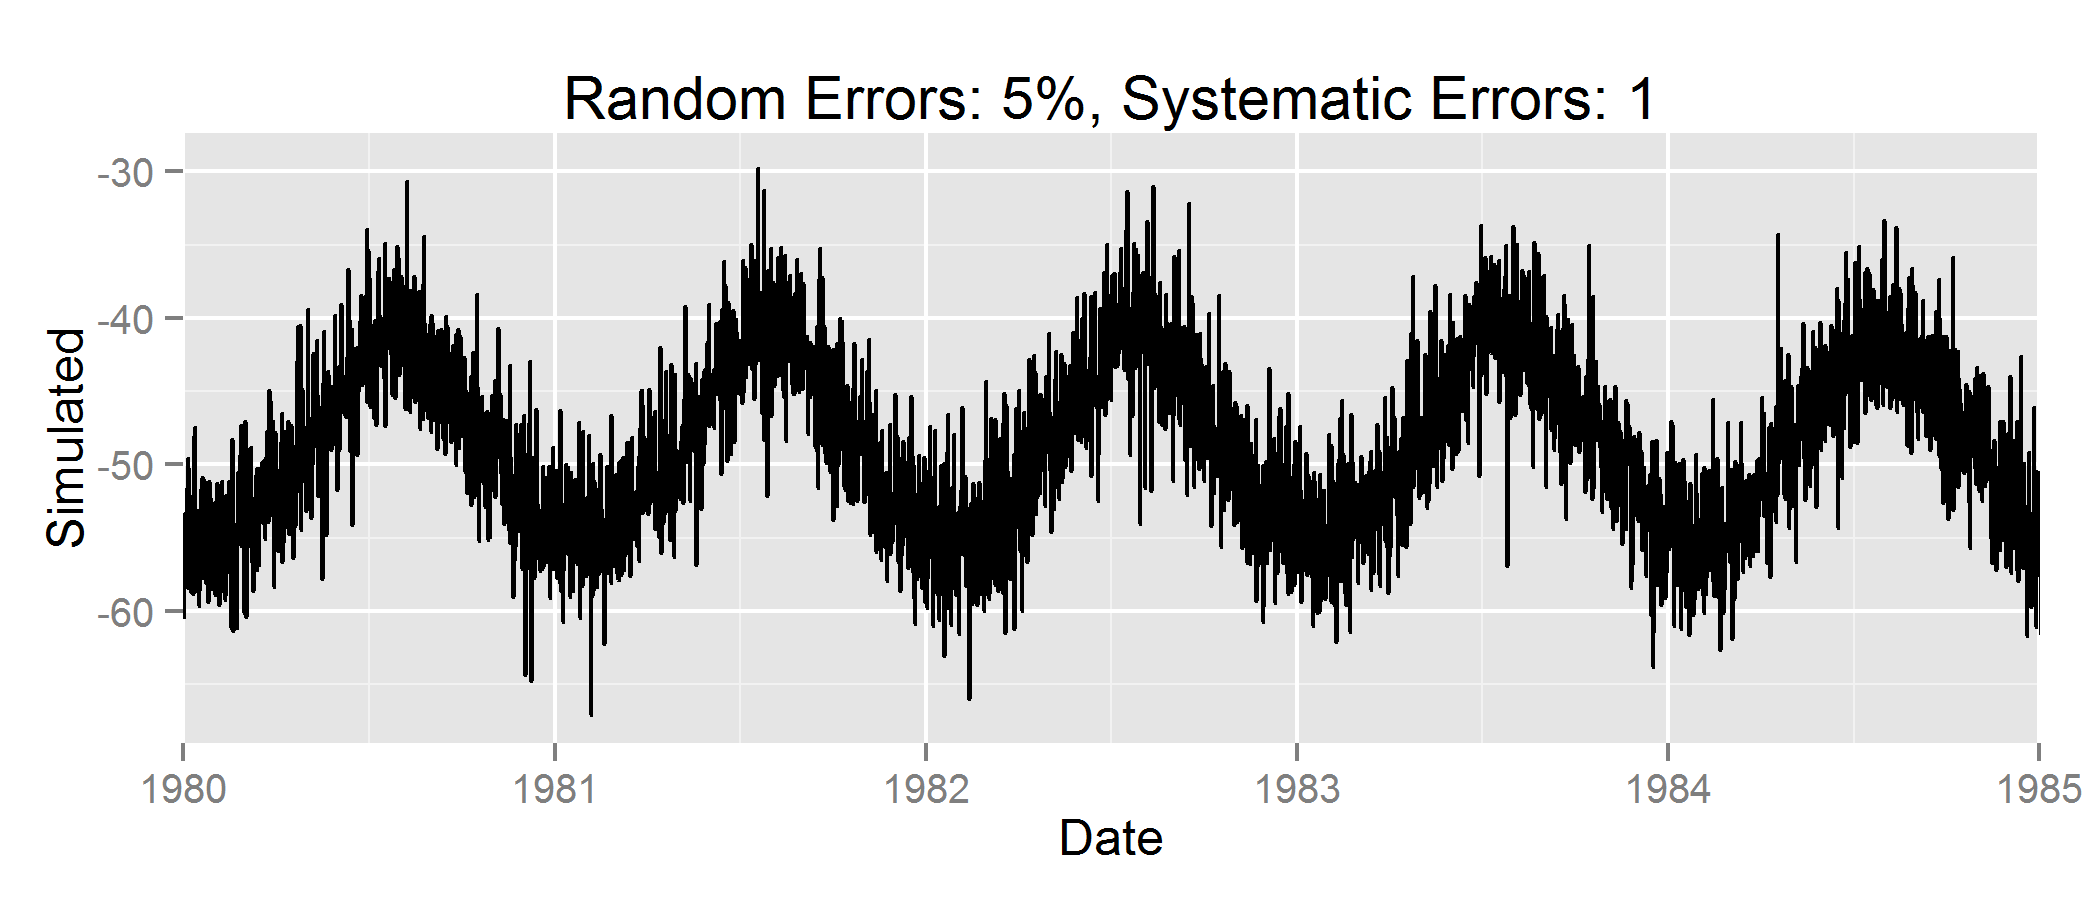 Random Errors: 5%, Systematic Errors: 1
Simulated
-30
-40
-50
-60
1980 1981 1982 1983 1984 1985
Date